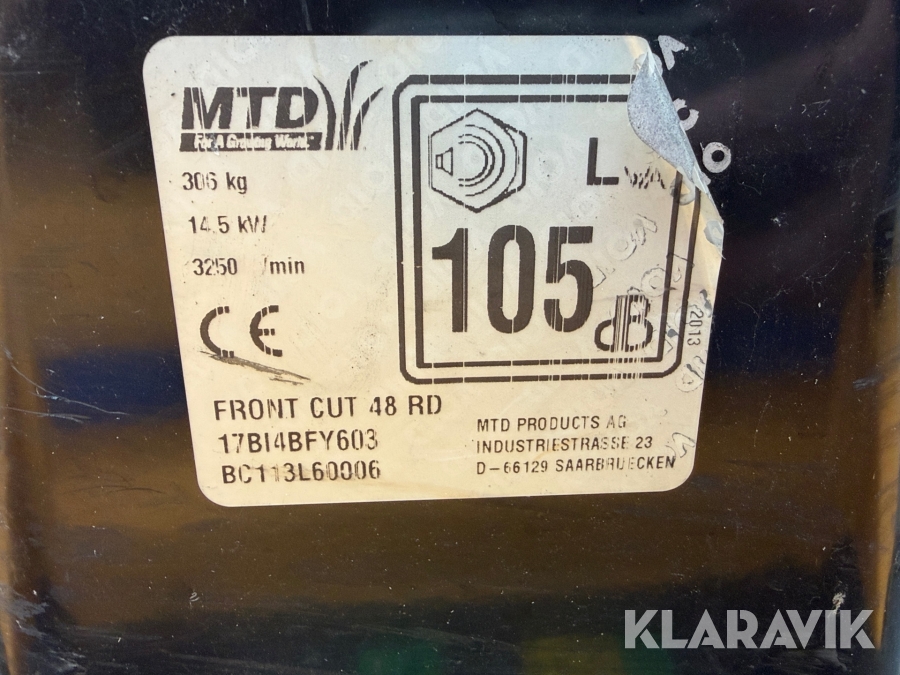 MTD
For A Growing World.
306 kg
14.5 kW
3250 /min
CE
LWA
105
dB
2013
FRONT CUT 48 RD
17BI4BFY603
BC113L60006
MTD PRODUCTS AG
INDUSTRIESTRASSE 23
D-66129 SAARBRUECKEN
KLARAVIK